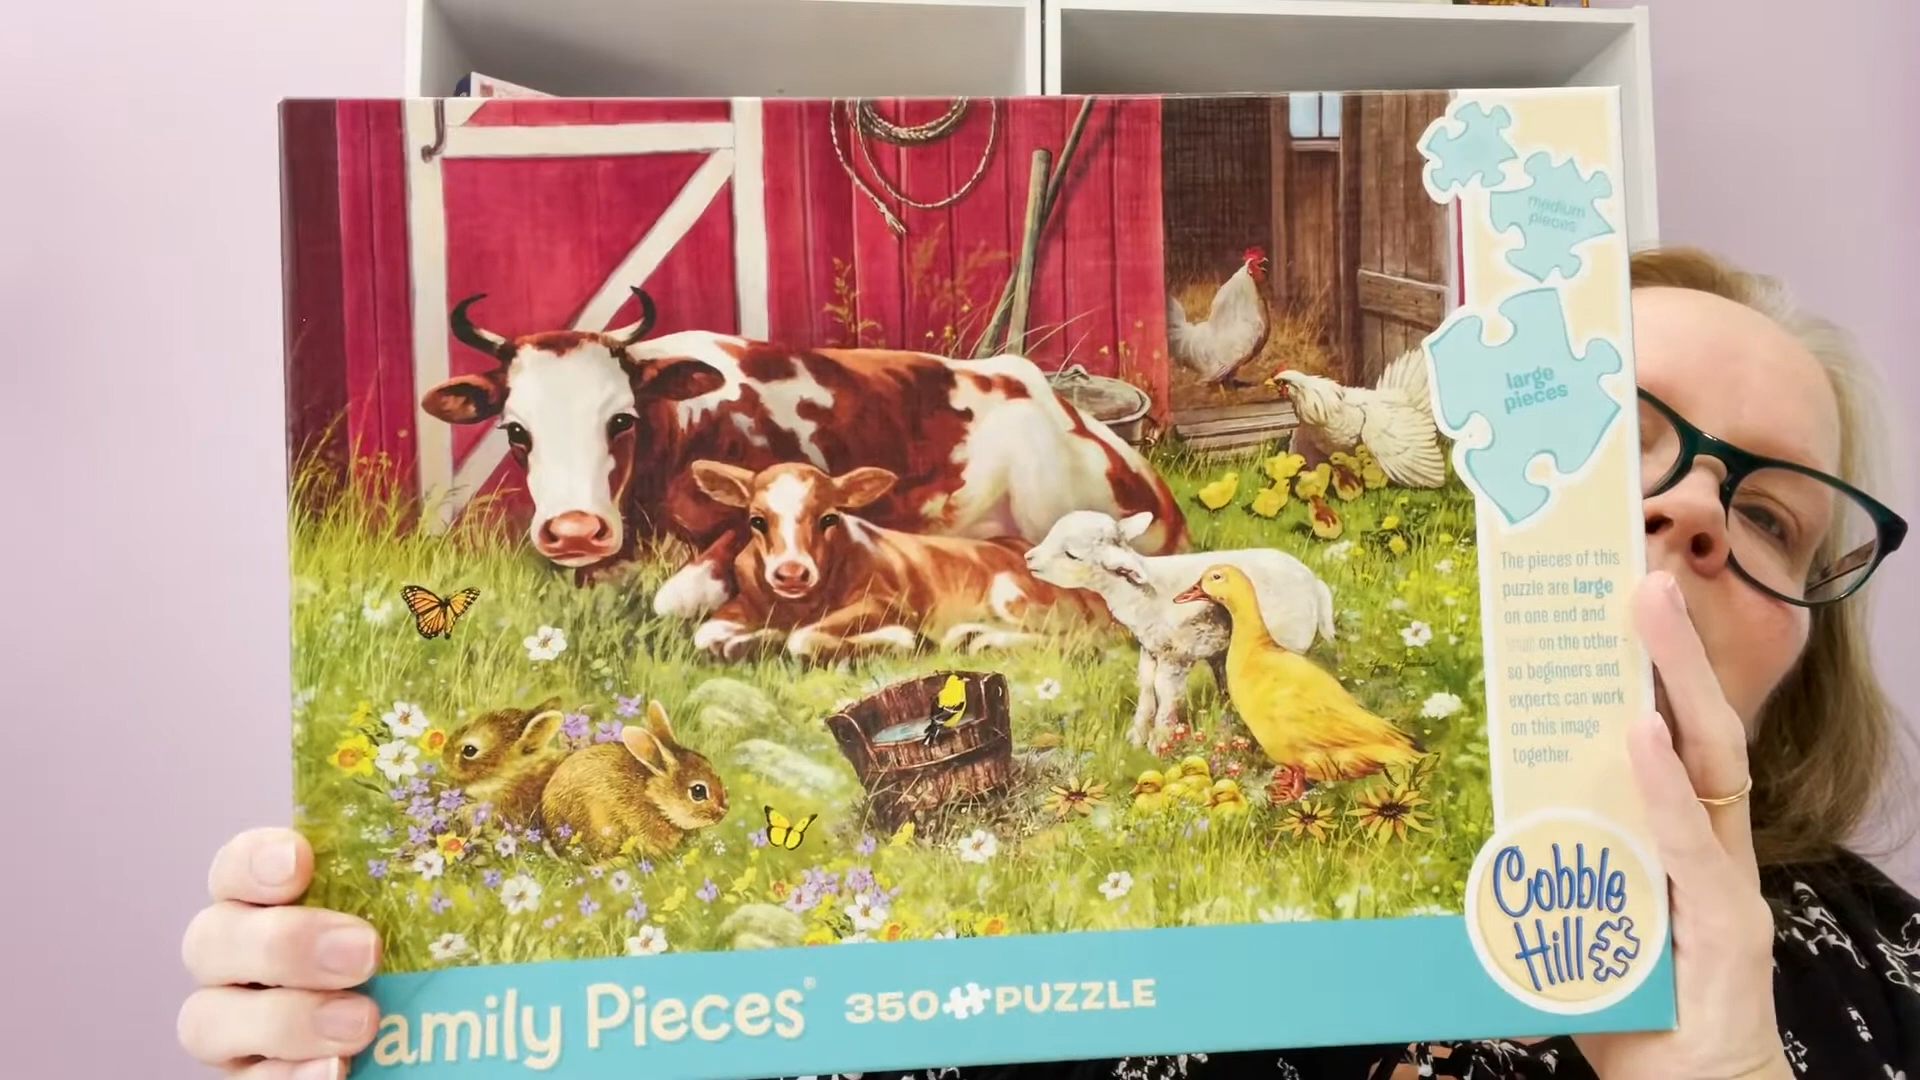 medium
pieces
large
pieces
The pieces of this
puzzle are large
on one end and
small on the other -
so beginners and
experts can work
on this image
together.
Cobble
Hill
amily Pieces®
350 PUZZLE